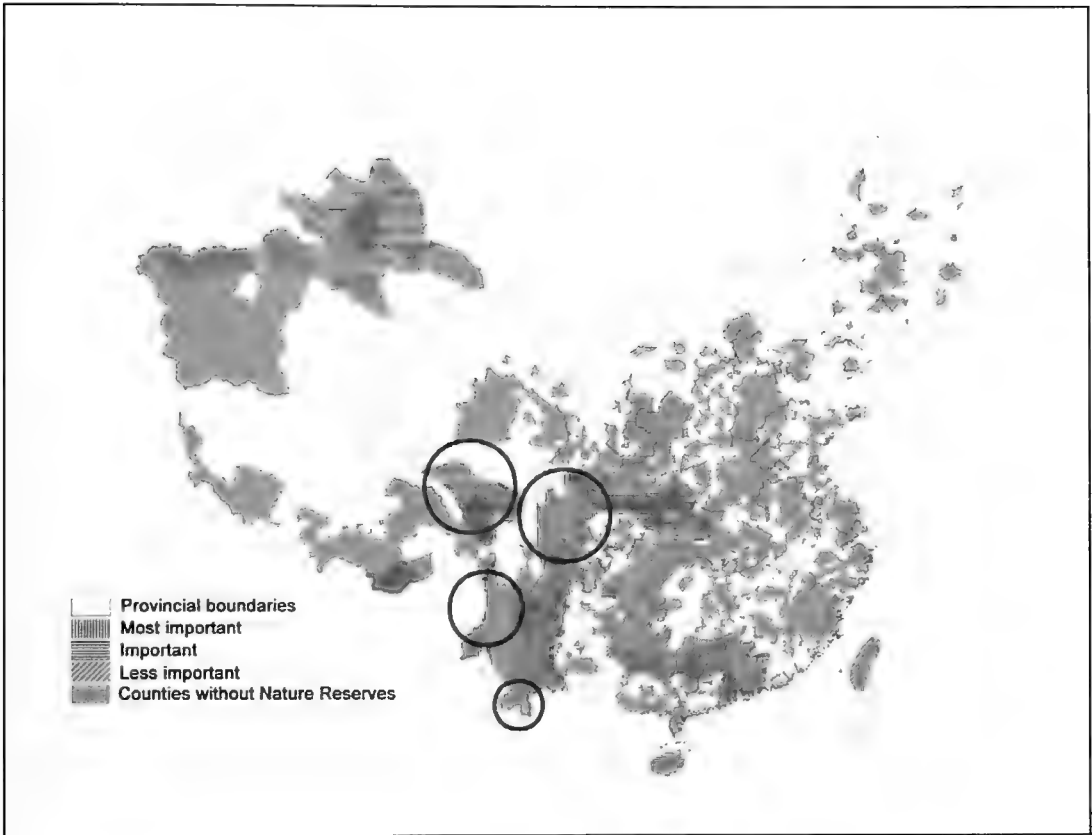 Provincial boundaries
Most important
Important
Less important
Counties without Nature Reserves